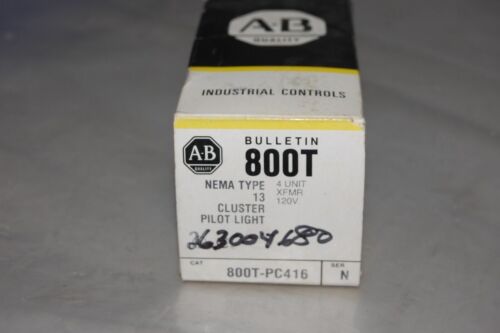 A-B
QUALITY
INDUSTRIAL CONTROLS
A-B
QUALITY
BULLETIN
800T
NEMA TYPE
13
CLUSTER
PILOT LIGHT
4 UNIT
XFMR
120V
263004680
CAT
800T-PC416
SER
N